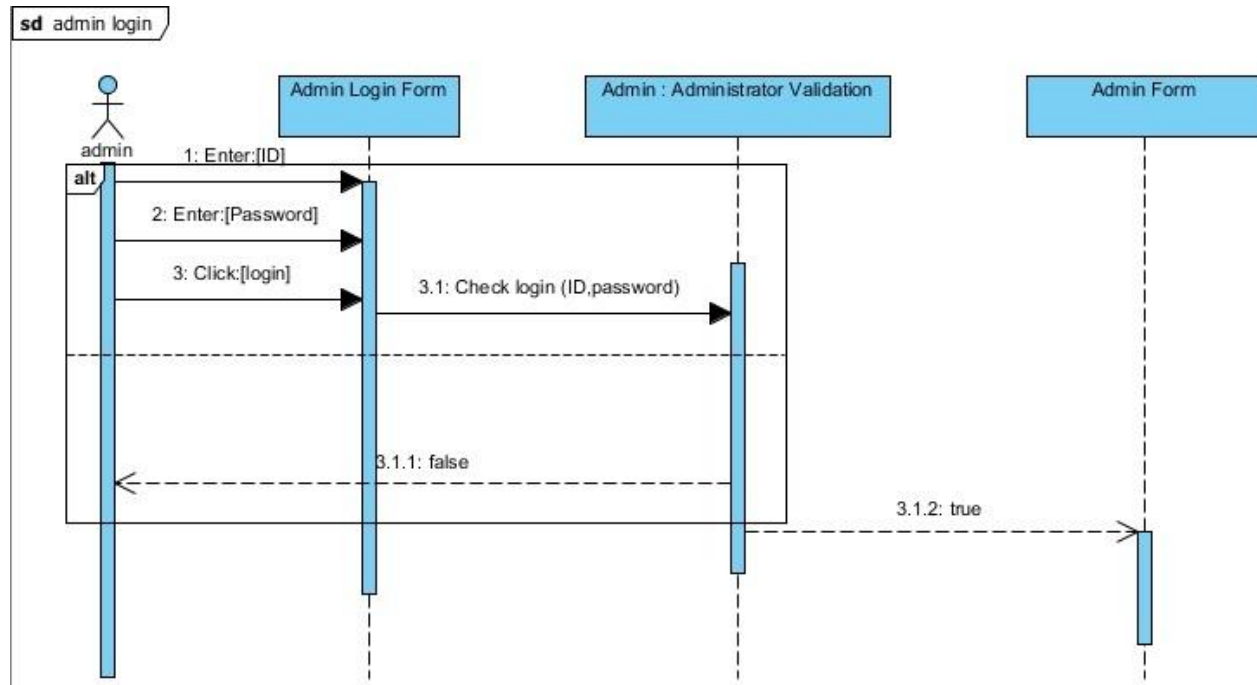 sd admin login
Admin Login Form
Admin : Administrator Validation
Admin Form
admin
alt
1: Enter:[ID]
2: Enter:[Password]
3: Click:[login]
3.1: Check login (ID,password)
3.1.1: false
3.1.2: true